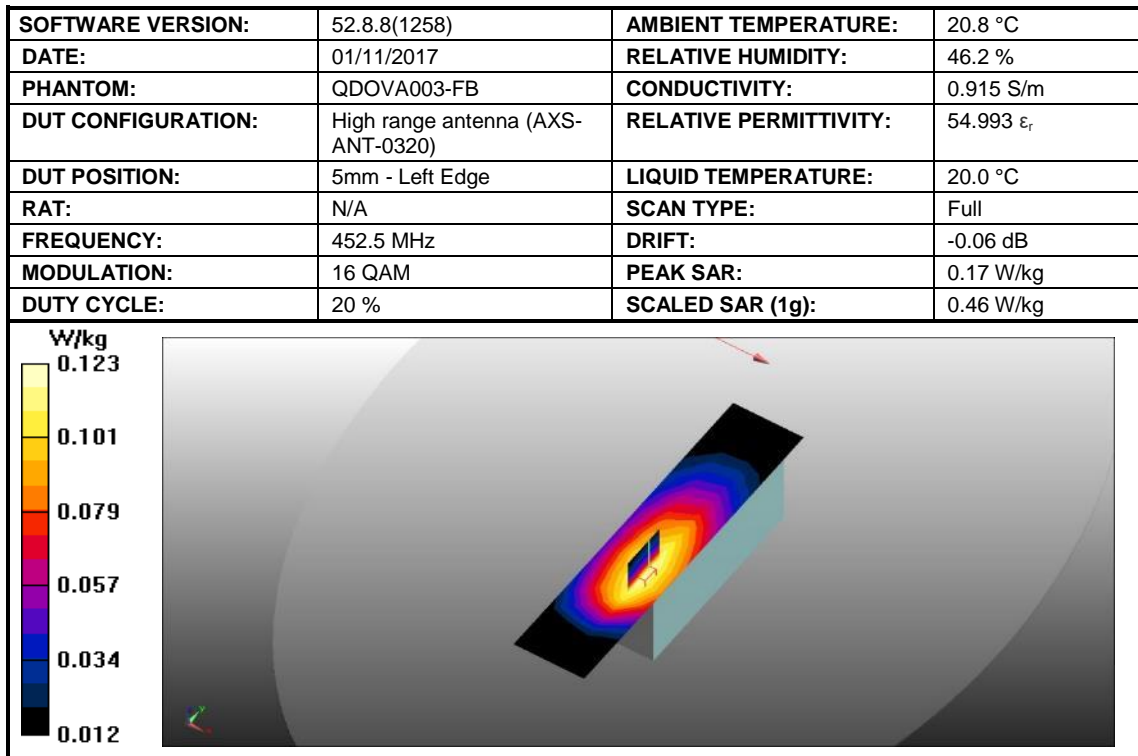 SOFTWARE VERSION: 52.8.8(1258) AMBIENT TEMPERATURE: 20.8 °C
DATE: 01/11/2017 RELATIVE HUMIDITY: 46.2 %
PHANTOM: QDOVA003-FB CONDUCTIVITY: 0.915 S/m
DUT CONFIGURATION: High range antenna (AXS-
ANT-0320) RELATIVE PERMITTIVITY: 54.993 εr
DUT POSITION: 5mm - Left Edge LIQUID TEMPERATURE: 20.0 °C
RAT: N/A SCAN TYPE: Full
FREQUENCY: 452.5 MHz DRIFT: -0.06 dB
MODULATION: 16 QAM PEAK SAR: 0.17 W/kg
DUTY CYCLE: 20 % SCALED SAR (1g): 0.46 W/kg
W/kg
0.123
0.101
0.079
0.057
0.034
0.012